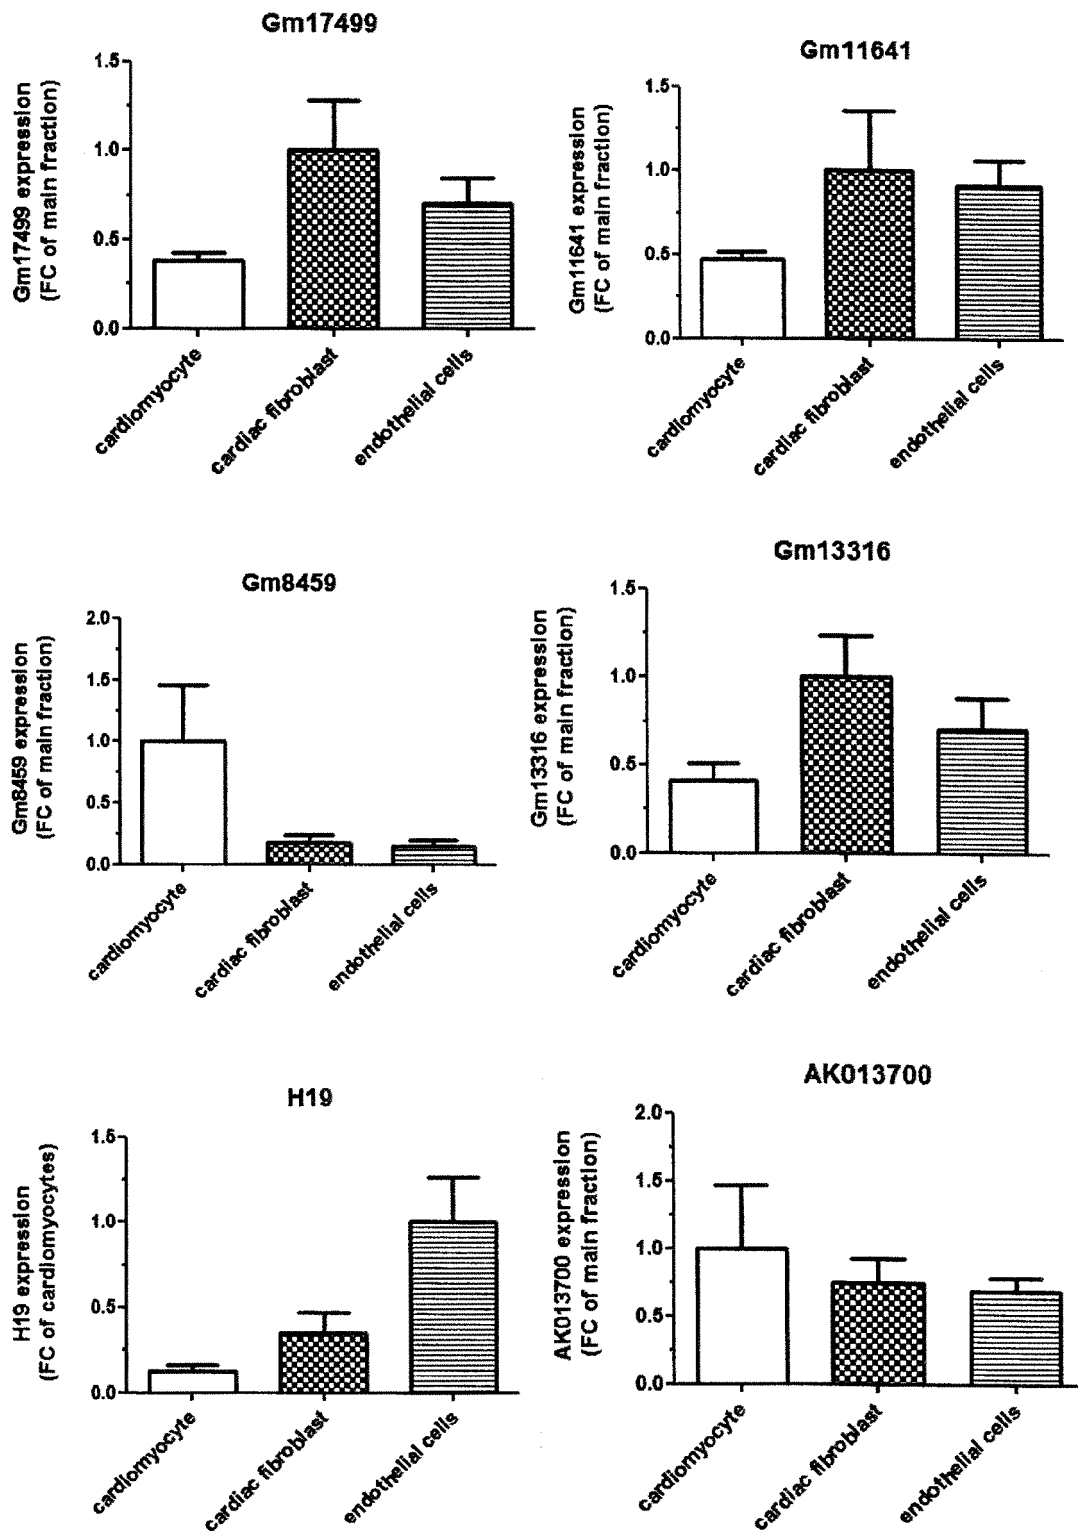 Gm17499
Gm17499 expression
(FC of main fraction)
1.5
1.0
0.5
0.0
cardiomyocyte
cardiac fibroblast
endothelial cells
Gm11641
Gm11641 expression
(FC of main fraction)
1.5
1.0
0.5
0.0
cardiomyocyte
cardiac fibroblast
endothelial cells
Gm8459
Gm8459 expression
(FC of main fraction)
2.0
1.5
1.0
0.5
0.0
cardiomyocyte
cardiac fibroblast
endothelial cells
Gm13316
Gm13316 expression
(FC of main fraction)
1.5
1.0
0.5
0.0
cardiomyocyte
cardiac fibroblast
endothelial cells
H19
H19 expression
(FC of cardiomyocytes)
1.5
1.0
0.5
0.0
cardiomyocyte
cardiac fibroblast
endothelial cells
AK013700
AK013700 expression
(FC of main fraction)
2.0
1.5
1.0
0.5
0.0
cardiomyocyte
cardiac fibroblast
endothelial cells